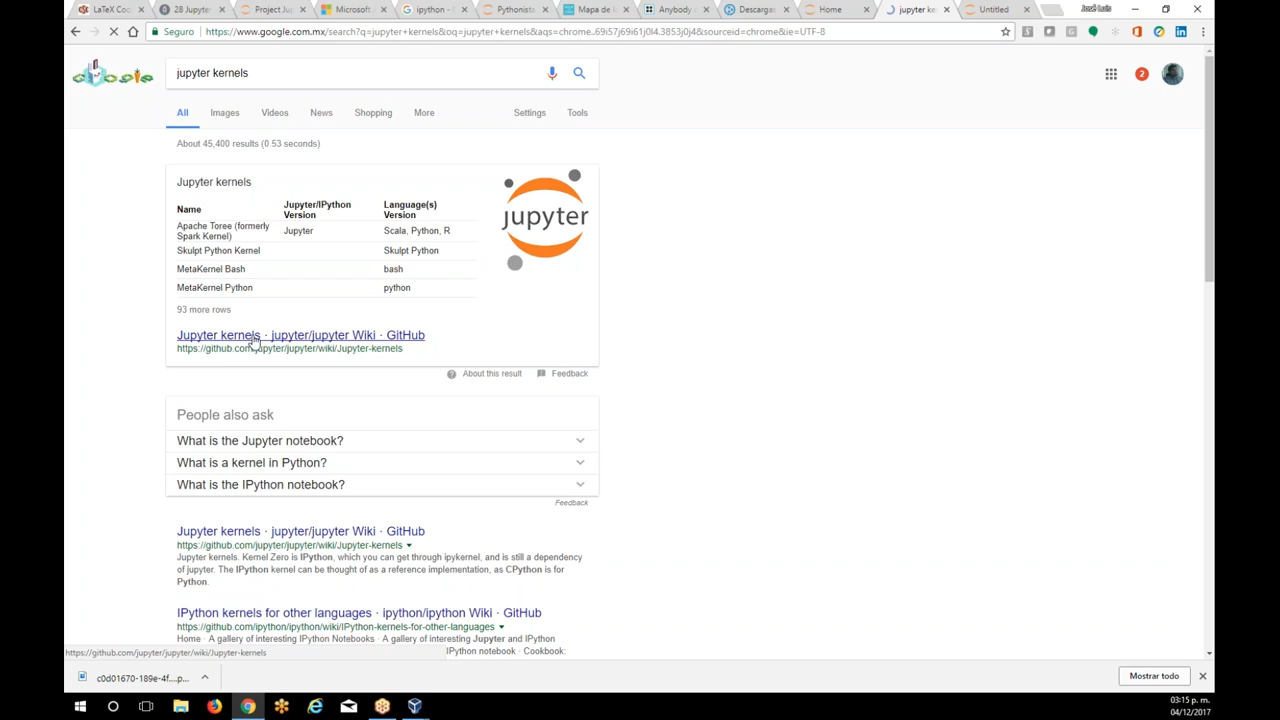 LaTeX Coo
28 Jupyter
Project Ju
Microsoft
ipython -
Pythonista
Mapa de
Anybody
Descargas
Home
jupyter ke
Untitled
José Luis
Seguro
https://www.google.com.mx/search?q=jupyter+kernels&oq=jupyter+kernels&aqs=chrome..69i57j69i61j0l4.3853j0j4&sourceid=chrome&ie=UTF-8
jupyter kernels
2
All Images Videos News Shopping More Settings Tools
About 45,400 results (0.53 seconds)
Jupyter kernels
Name
Jupyter/IPython
Version
Language(s)
Version
Apache Toree (formerly
Spark Kernel)
Jupyter
Scala, Python, R
Skulpt Python Kernel
Skulpt Python
MetaKernel Bash
bash
MetaKernel Python
python
93 more rows
jupyter
Jupyter kernels · jupyter/jupyter Wiki · GitHub
https://github.com/jupyter/jupyter/wiki/Jupyter-kernels
About this result
Feedback
People also ask
What is the Jupyter notebook?
What is a kernel in Python?
What is the IPython notebook?
Feedback
Jupyter kernels · jupyter/jupyter Wiki · GitHub
https://github.com/jupyter/jupyter/wiki/Jupyter-kernels
Jupyter kernels. Kernel Zero is IPython, which you can get through ipykernel, and is still a dependency
of jupyter. The IPython kernel can be thought of as a reference implementation, as CPython is for
Python.
IPython kernels for other languages · ipython/ipython Wiki · GitHub
https://github.com/ipython/ipython/wiki/IPython-kernels-for-other-languages
Home · A gallery of interesting IPython Notebooks · A gallery of interesting Jupyter and IPython
IPython notebook · Cookbook:
https://github.com/jupyter/jupyter/wiki/Jupyter-kernels
c0d01670-189e-4f....p...
Mostrar todo
03:15 p. m.
04/12/2017